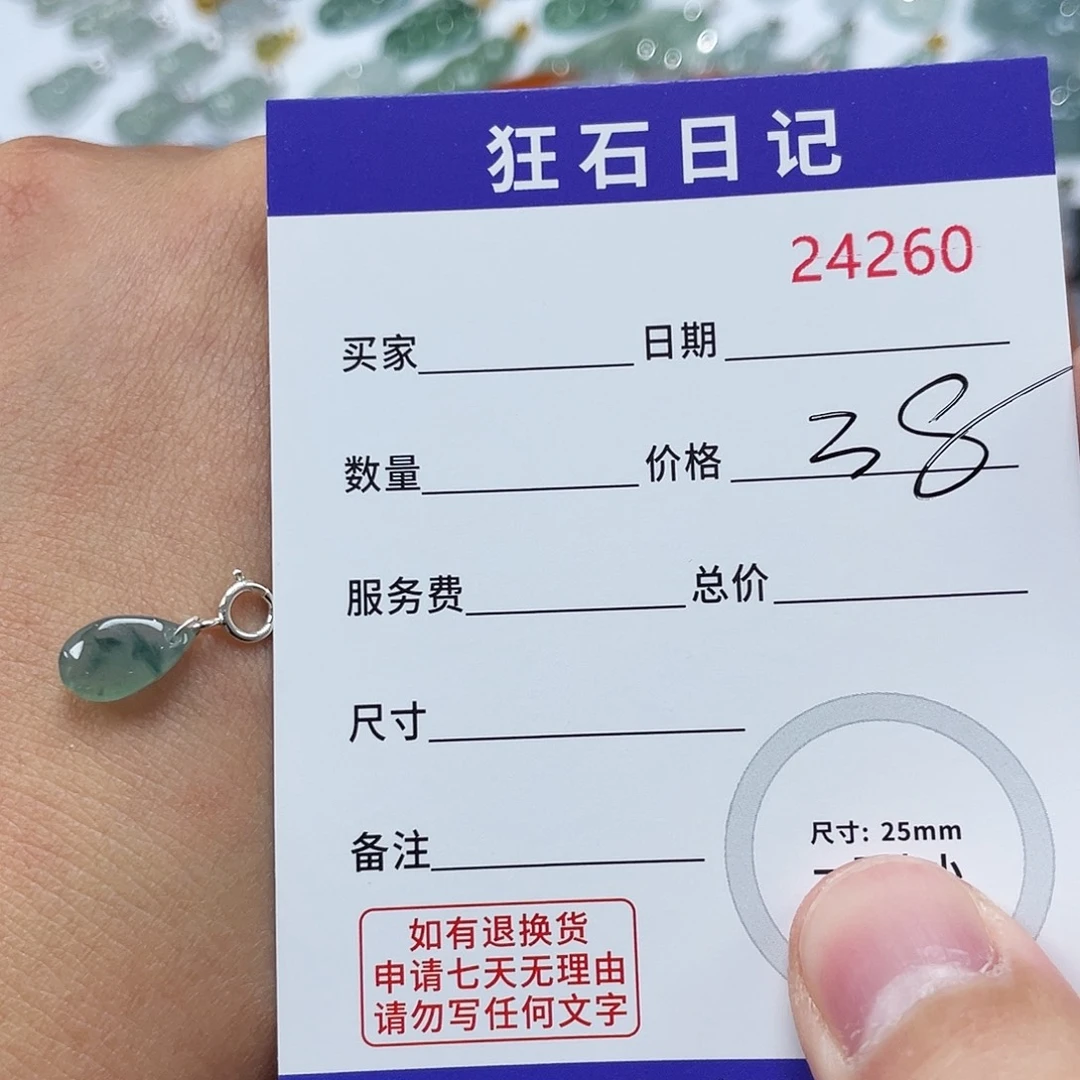 狂石日记
24260
买家 日期
数量 价格 38
服务费 总价
尺寸
尺寸: 25mm
备注
如有退换货
申请七天无理由
请勿写任何文字